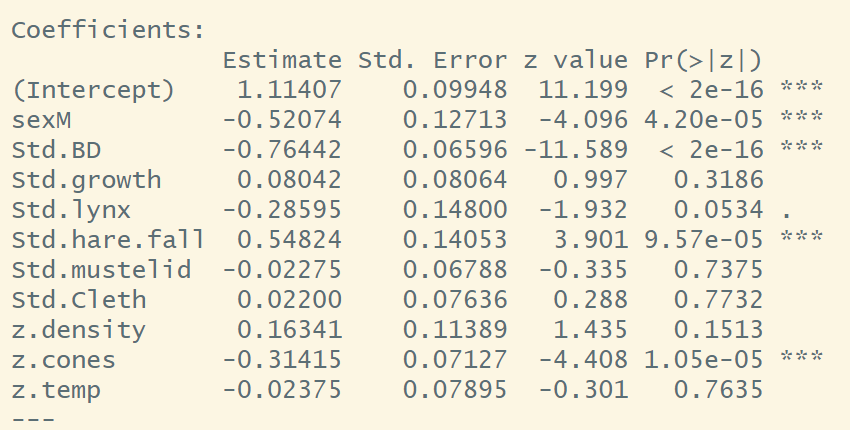 Coefficients:
Estimate Std. Error z value Pr(>|z|)
(Intercept) 1.11407 0.09948 11.199 < 2e-16 ***
sexM -0.52074 0.12713 -4.096 4.20e-05 ***
Std.BD -0.76442 0.06596 -11.589 < 2e-16 ***
Std.growth 0.08042 0.08064 0.997 0.3186
Std.lynx -0.28595 0.14800 -1.932 0.0534 .
Std.hare.fall 0.54824 0.14053 3.901 9.57e-05 ***
Std.mustelid -0.02275 0.06788 -0.335 0.7375
Std.Cleth 0.02200 0.07636 0.288 0.7732
z.density 0.16341 0.11389 1.435 0.1513
z.cones -0.31415 0.07127 -4.408 1.05e-05 ***
z.temp -0.02375 0.07895 -0.301 0.7635
---